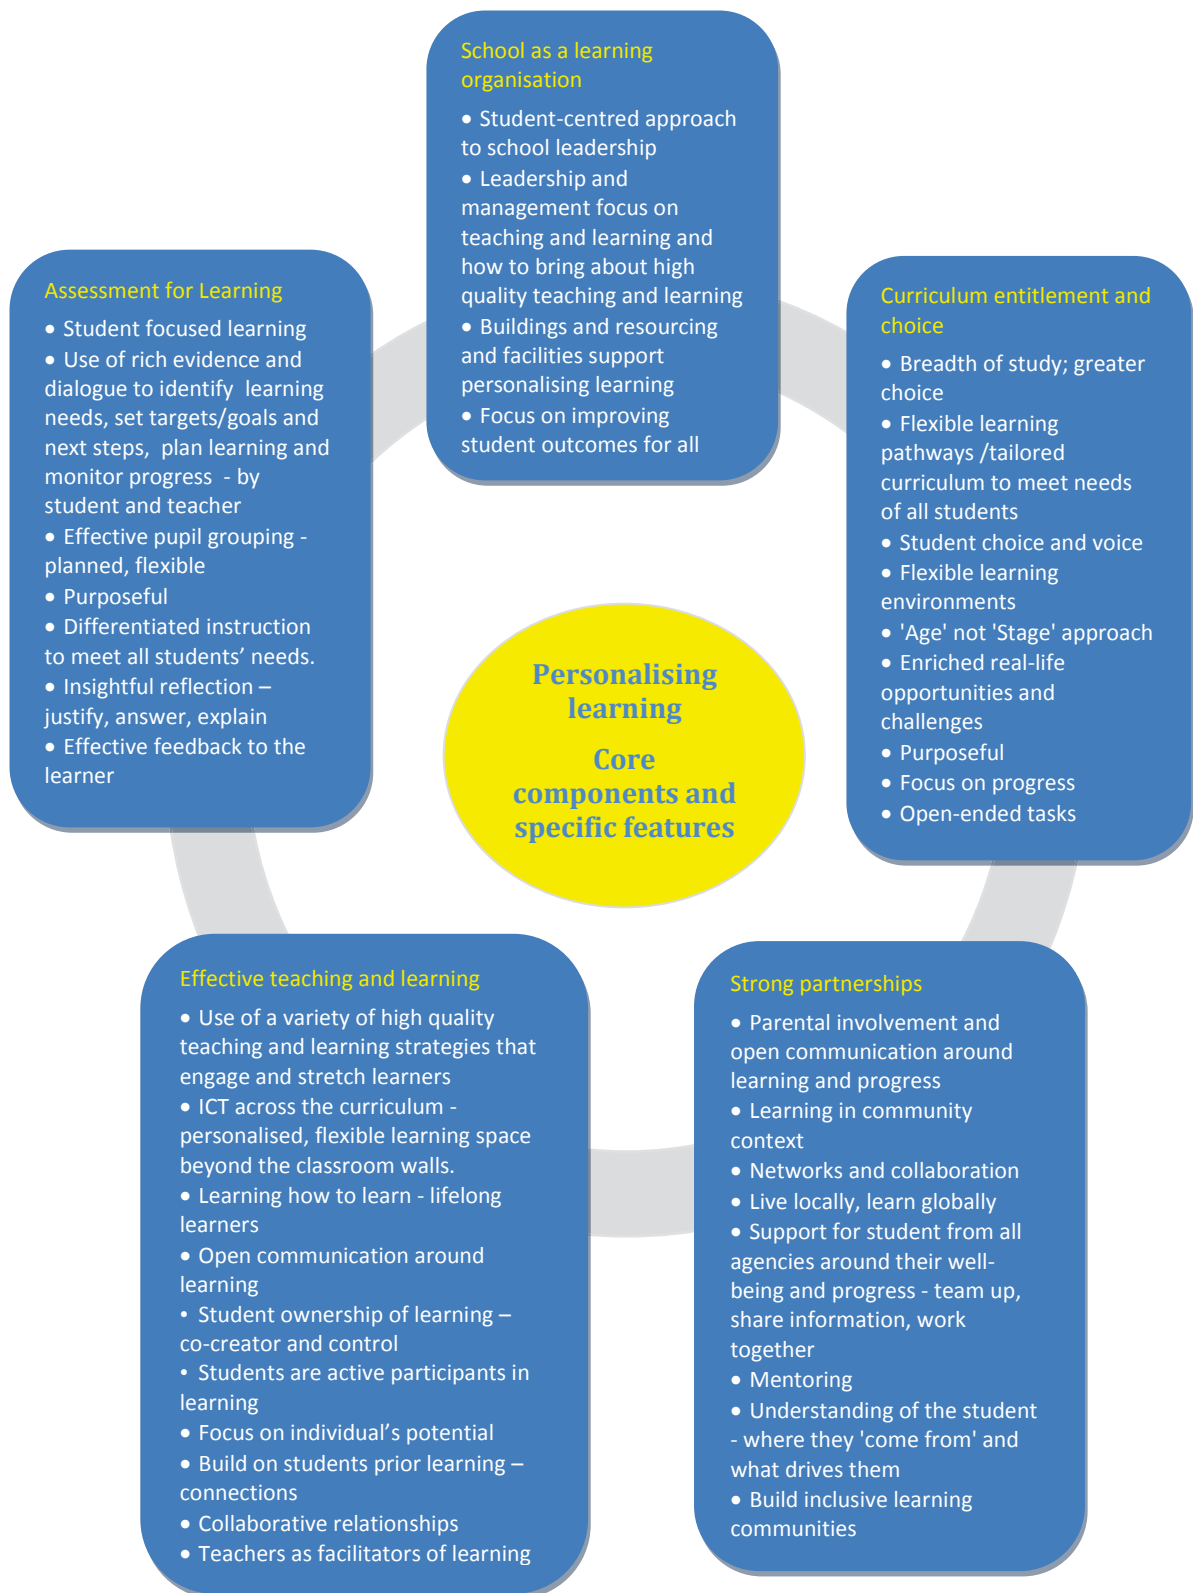 School as a learning
organisation
• Student-centred approach
to school leadership
• Leadership and
management focus on
teaching and learning and
how to bring about high
quality teaching and learning
• Buildings and resourcing
and facilities support
personalising learning
• Focus on improving
student outcomes for all
Assessment for Learning
• Student focused learning
• Use of rich evidence and
dialogue to identify learning
needs, set targets/goals and
next steps, plan learning and
monitor progress - by
student and teacher
• Effective pupil grouping -
planned, flexible
• Purposeful
• Differentiated instruction
to meet all students’ needs.
• Insightful reflection –
justify, answer, explain
• Effective feedback to the
learner
Curriculum entitlement and
choice
• Breadth of study; greater
choice
• Flexible learning
pathways /tailored
curriculum to meet needs
of all students
• Student choice and voice
• Flexible learning
environments
• 'Age' not 'Stage' approach
• Enriched real-life
opportunities and
challenges
• Purposeful
• Focus on progress
• Open-ended tasks
Personalising
learning
Core
components and
specific features
Effective teaching and learning
• Use of a variety of high quality
teaching and learning strategies that
engage and stretch learners
• ICT across the curriculum -
personalised, flexible learning space
beyond the classroom walls.
• Learning how to learn - lifelong
learners
• Open communication around
learning
• Student ownership of learning –
co-creator and control
• Students are active participants in
learning
• Focus on individual’s potential
• Build on students prior learning –
connections
• Collaborative relationships
• Teachers as facilitators of learning
Strong partnerships
• Parental involvement and
open communication around
learning and progress
• Learning in community
context
• Networks and collaboration
• Live locally, learn globally
• Support for student from all
agencies around their well-
being and progress - team up,
share information, work
together
• Mentoring
• Understanding of the student
- where they 'come from' and
what drives them
• Build inclusive learning
communities